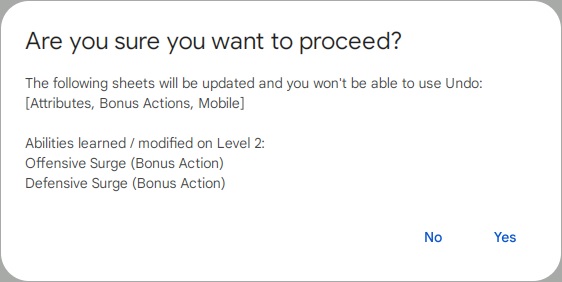 Are you sure you want to proceed?
The following sheets will be updated and you won't be able to use Undo:
[Attributes, Bonus Actions, Mobile]
Abilities learned / modified on Level 2:
Offensive Surge (Bonus Action)
Defensive Surge (Bonus Action)
No
Yes